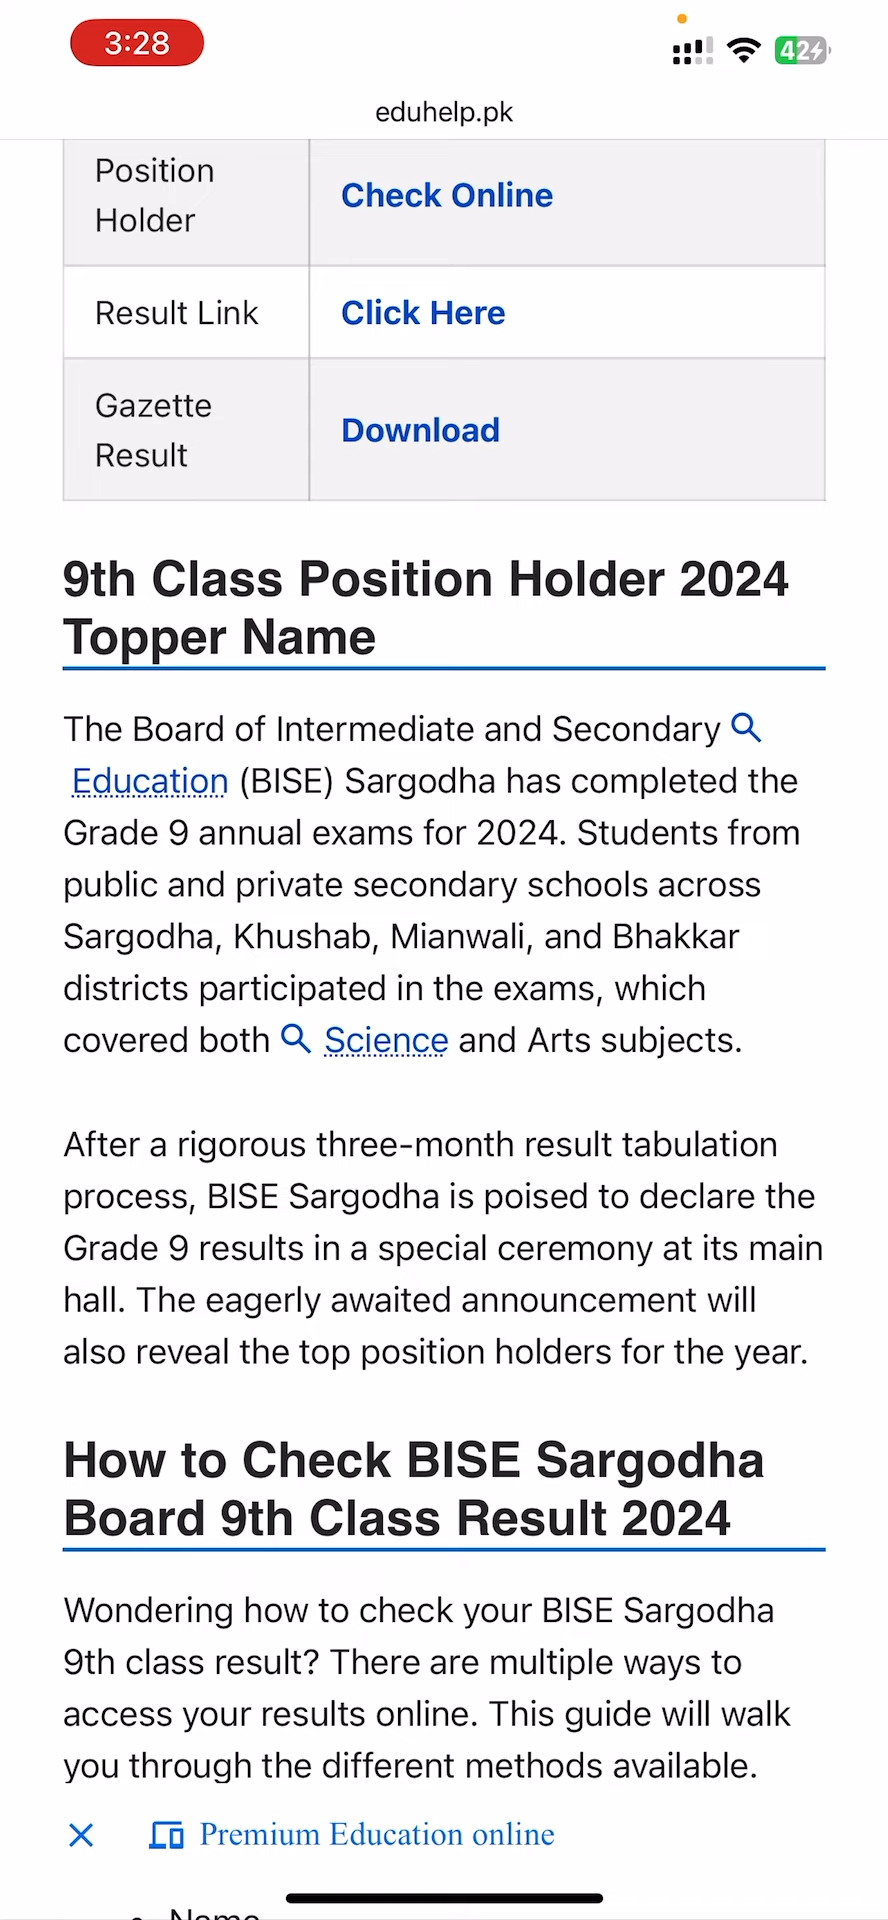 3:28
42
eduhelp.pk
Position
Holder
Check Online
Result Link
Click Here
Gazette
Result
Download
9th Class Position Holder 2024
Topper Name
The Board of Intermediate and Secondary
Education (BISE) Sargodha has completed the
Grade 9 annual exams for 2024. Students from
public and private secondary schools across
Sargodha, Khushab, Mianwali, and Bhakkar
districts participated in the exams, which
covered both Science and Arts subjects.
After a rigorous three-month result tabulation
process, BISE Sargodha is poised to declare the
Grade 9 results in a special ceremony at its main
hall. The eagerly awaited announcement will
also reveal the top position holders for the year.
How to Check BISE Sargodha
Board 9th Class Result 2024
Wondering how to check your BISE Sargodha
9th class result? There are multiple ways to
access your results online. This guide will walk
you through the different methods available.
Premium Education online
Name